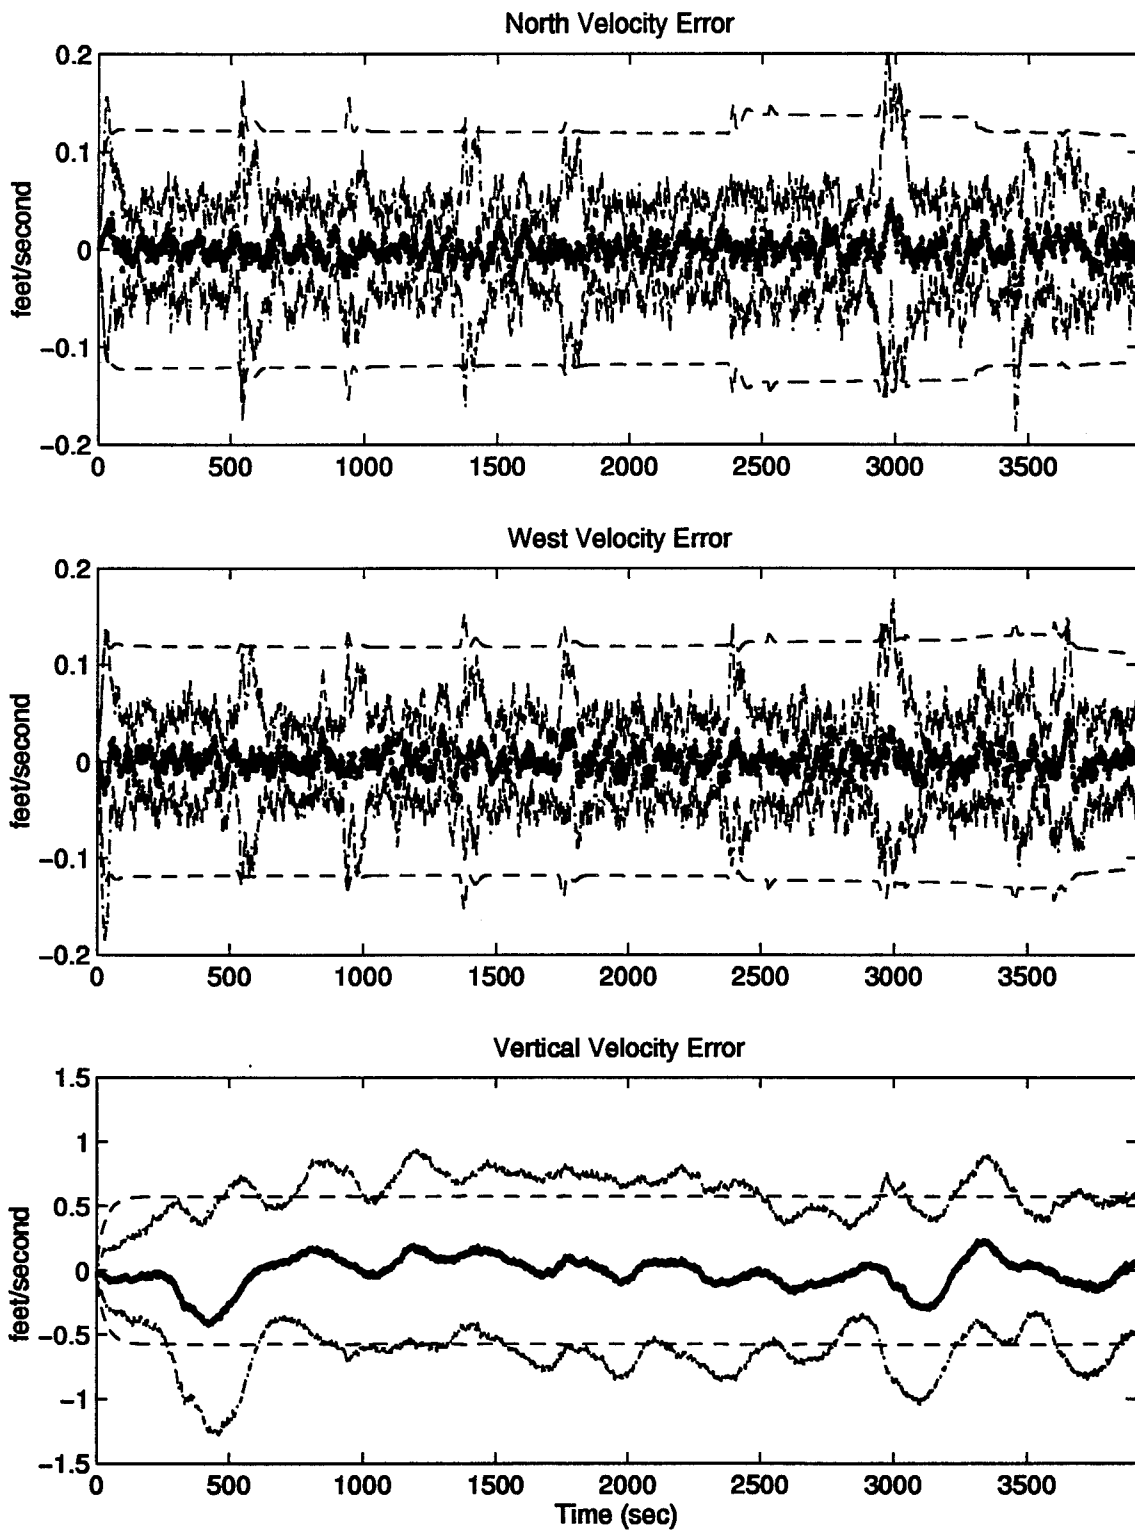 North Velocity Error
0.2
0.1
0
−0.1
−0.2
feet/second
0 500 1000 1500 2000 2500 3000 3500
West Velocity Error
0.2
0.1
0
−0.1
−0.2
feet/second
0 500 1000 1500 2000 2500 3000 3500
Vertical Velocity Error
1.5
1
0.5
0
−0.5
−1
−1.5
feet/second
0 500 1000 1500 2000 2500 3000 3500
Time (sec)